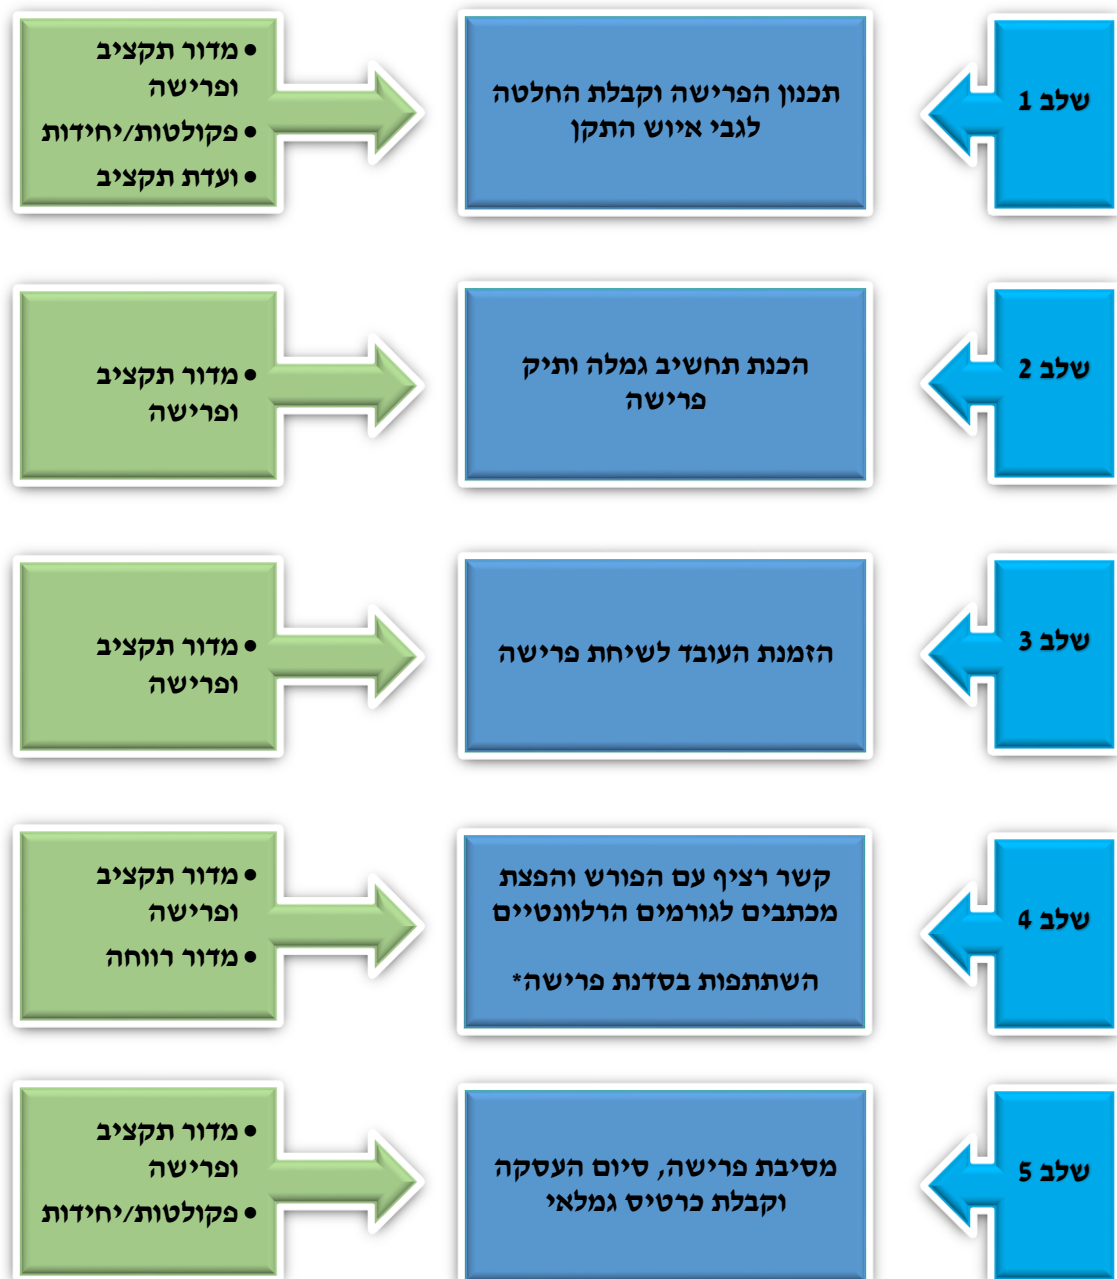 שלב 1
תכנון הפרישה וקבלת החלטה
לגבי איוש התקן
• מדור תקציב
ופרישה
• פקולטות/יחידות
• ועדת תקציב
שלב 2
הכנת תחשיב גמלה ותיק
פרישה
• מדור תקציב
ופרישה
שלב 3
הזמנת העובד לשיחת פרישה
• מדור תקציב
ופרישה
שלב 4
קשר רציף עם הפורש והפצת
מכתבים לגורמים הרלוונטיים
השתתפות בסדנת פרישה*
• מדור תקציב
ופרישה
• מדור רווחה
שלב 5
מסיבת פרישה, סיום העסקה
וקבלת כרטיס גמלאי
• מדור תקציב
ופרישה
• פקולטות/יחידות